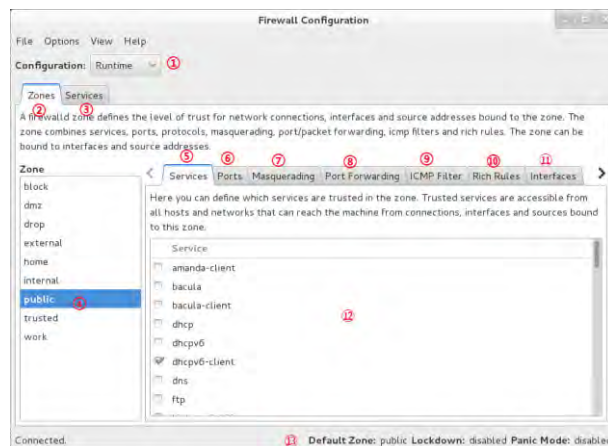 Firewall Configuration
File Options View Help
Configuration: Runtime ①
Zones Services
② ③
A firewalld zone defines the level of trust for network connections, interfaces and source addresses bound to the zone. The
zone combines services, ports, protocols, masquerading, port/packet forwarding, icmp filters and rich rules. The zone can be
bound to interfaces and source addresses.
⑤ ⑥ ⑦ ⑧ ⑨ ⑩ ⑪
Zone
Services Ports Masquerading Port Forwarding ICMP Filter Rich Rules Interfaces
block
dmz
drop
external
home
internal
public
trusted
work
Here you can define which services are trusted in the zone. Trusted services are accessible from
all hosts and networks that can reach the machine from connections, interfaces and sources bound
to this zone.
Service
amanda-client
bacula
bacula-client
dhcp
dhcpv6
dhcpv6-client
dns
ftp
⑫
Connected.
⑬ Default Zone: public Lockdown: disabled Panic Mode: disabled